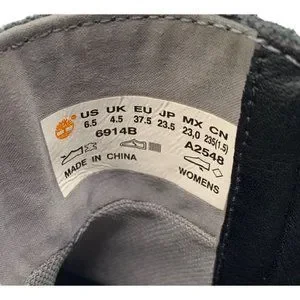 US UK EU JP MX CN
6.5 4.5 37.5 23.5 23,0 235(1.5)
6914B A2548
MADE IN CHINA WOMENS